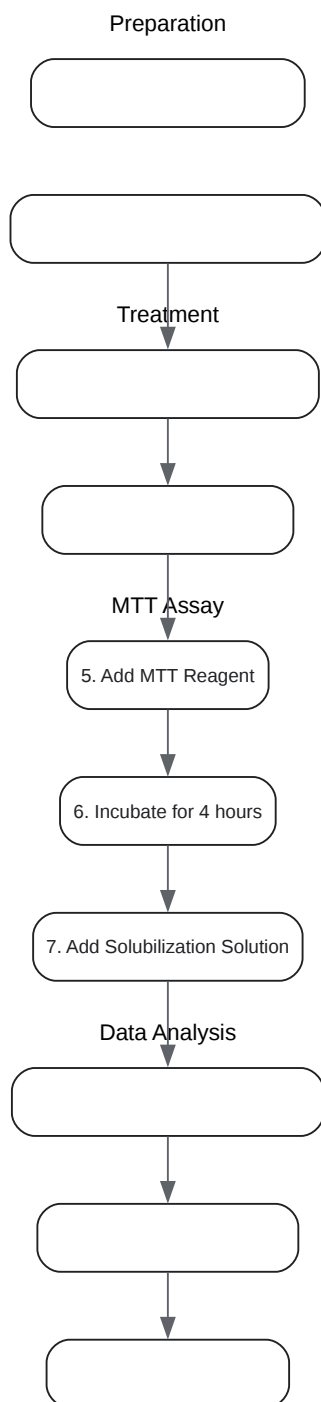 Preparation
Treatment
MTT Assay
5. Add MTT Reagent
6. Incubate for 4 hours
7. Add Solubilization Solution
Data Analysis